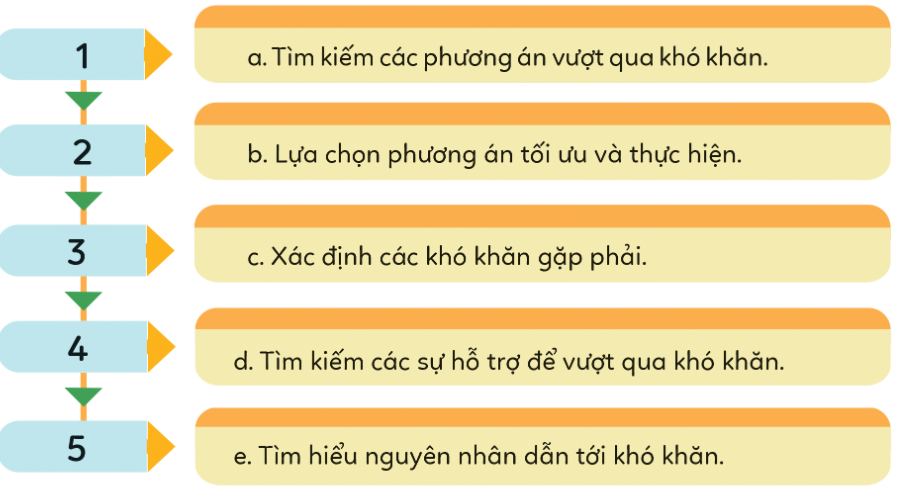 1
a. Tìm kiếm các phương án vượt qua khó khăn.
2
b. Lựa chọn phương án tối ưu và thực hiện.
3
c. Xác định các khó khăn gặp phải.
4
d. Tìm kiếm các sự hỗ trợ để vượt qua khó khăn.
5
e. Tìm hiểu nguyên nhân dẫn tới khó khăn.